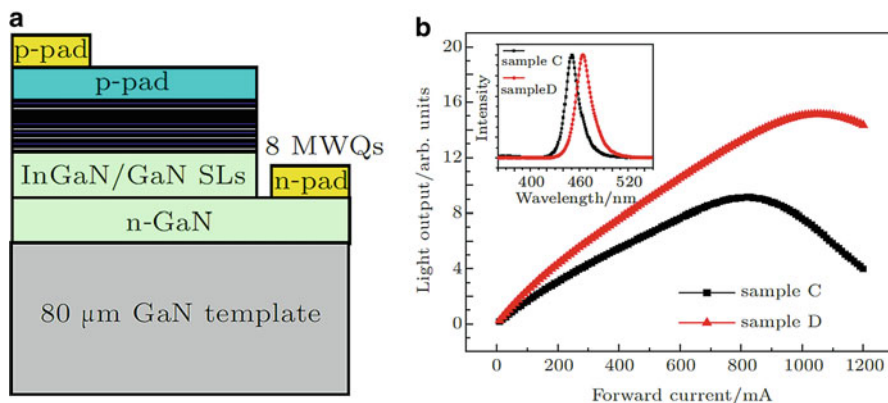 a
p-pad
p-pad
8 MWQs
InGaN/GaN SLs
n-pad
n-GaN
80 μm GaN template
b
20
16
12
8
4
0
Light output/arb. units
0 200 400 600 800 1000 1200
Forward current/mA
sample C
sample D
sample C
sampleD
Intensity
400 460 520
Wavelength/nm